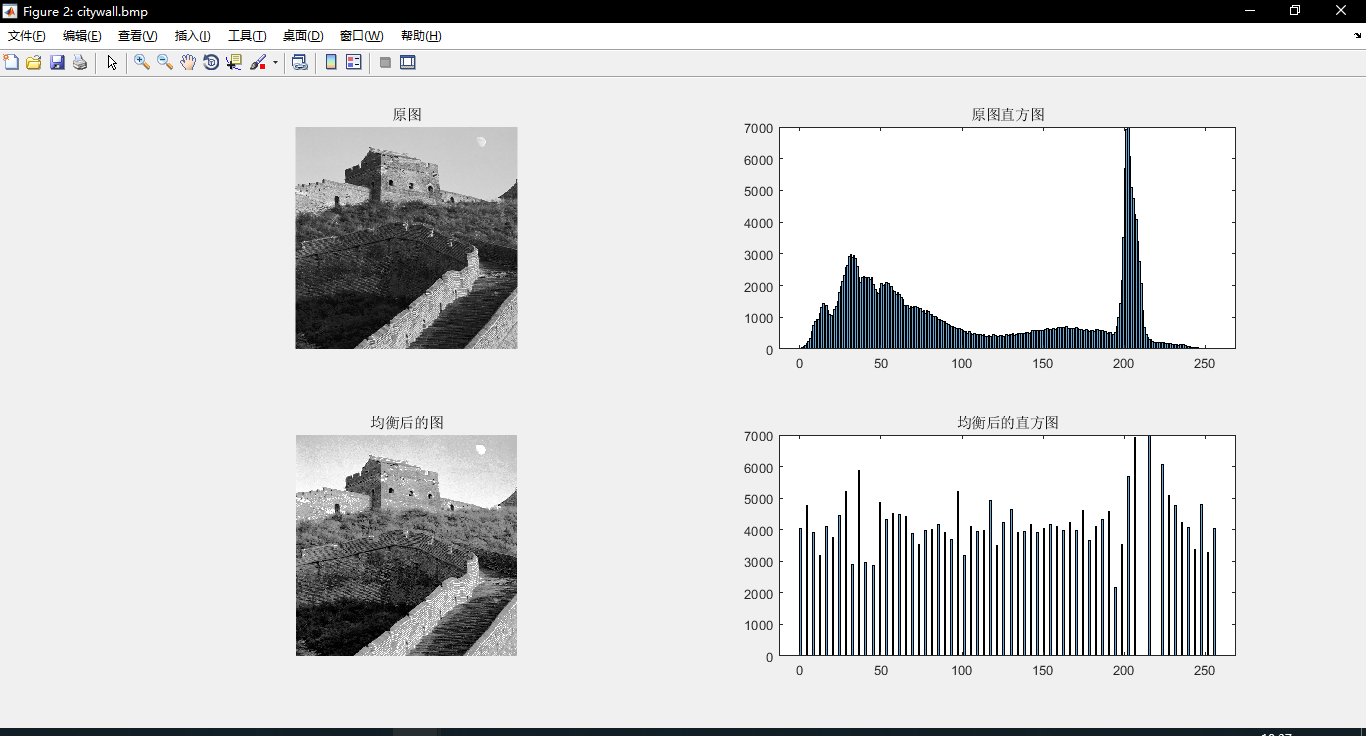 Figure 2: citywall.bmp
文件(F) 编辑(E) 查看(V) 插入(I) 工具(T) 桌面(D) 窗口(W) 帮助(H)
原图
原图直方图
7000
6000
5000
4000
3000
2000
1000
0
0 50 100 150 200 250
均衡后的图
均衡后的直方图
7000
6000
5000
4000
3000
2000
1000
0
0 50 100 150 200 250